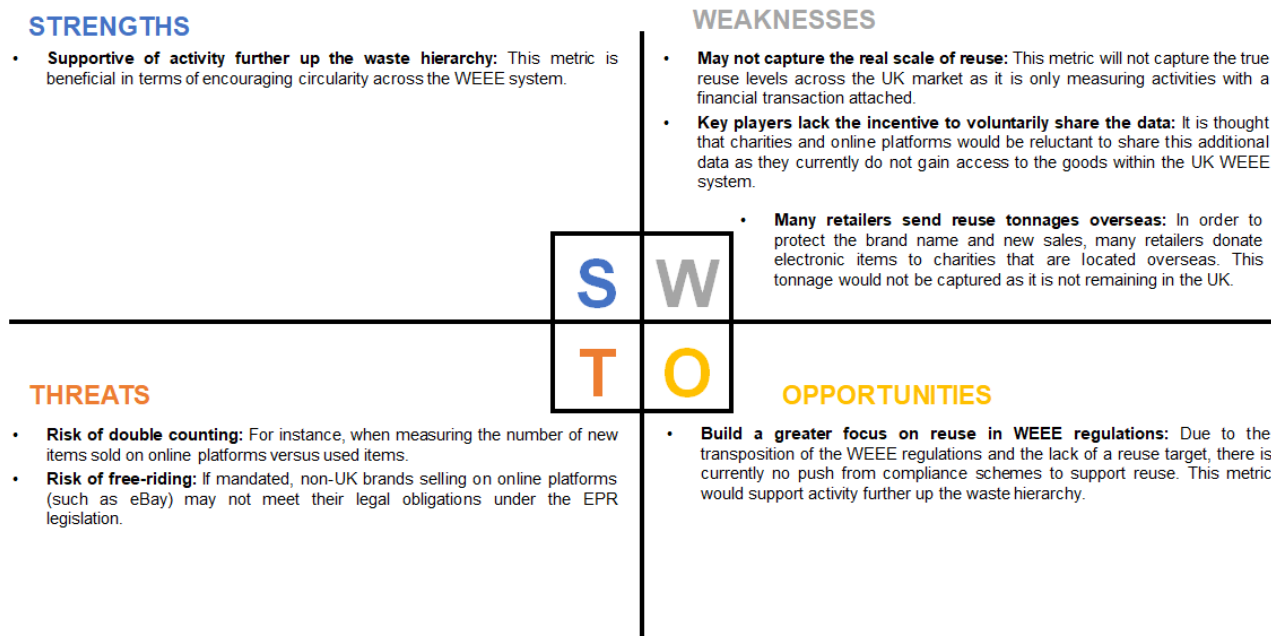 STRENGTHS
• Supportive of activity further up the waste hierarchy: This metric is
beneficial in terms of encouraging circularity across the WEEE system.
WEAKNESSES
• May not capture the real scale of reuse: This metric will not capture the true
reuse levels across the UK market as it is only measuring activities with a
financial transaction attached.
• Key players lack the incentive to voluntarily share the data: It is thought
that charities and online platforms would be reluctant to share this additional
data as they currently do not gain access to the goods within the UK WEEE
system.
• Many retailers send reuse tonnages overseas: In order to
protect the brand name and new sales, many retailers donate
electronic items to charities that are located overseas. This
tonnage would not be captured as it is not remaining in the UK.
S W
T O
THREATS
• Risk of double counting: For instance, when measuring the number of new
items sold on online platforms versus used items.
• Risk of free-riding: If mandated, non-UK brands selling on online platforms
(such as eBay) may not meet their legal obligations under the EPR
legislation.
OPPORTUNITIES
• Build a greater focus on reuse in WEEE regulations: Due to the
transposition of the WEEE regulations and the lack of a reuse target, there is
currently no push from compliance schemes to support reuse. This metric
would support activity further up the waste hierarchy.